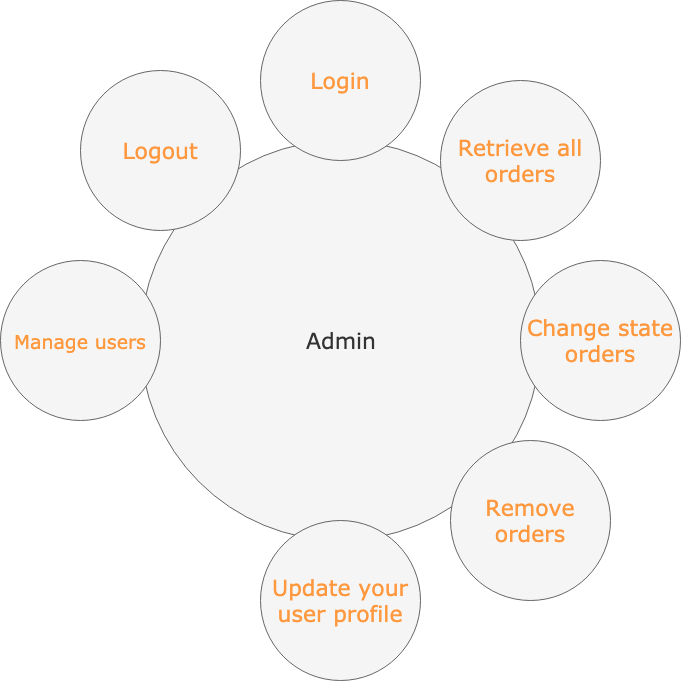 Login
Logout
Retrieve all
orders
Manage users
Admin
Change state
orders
Remove
orders
Update your
user profile